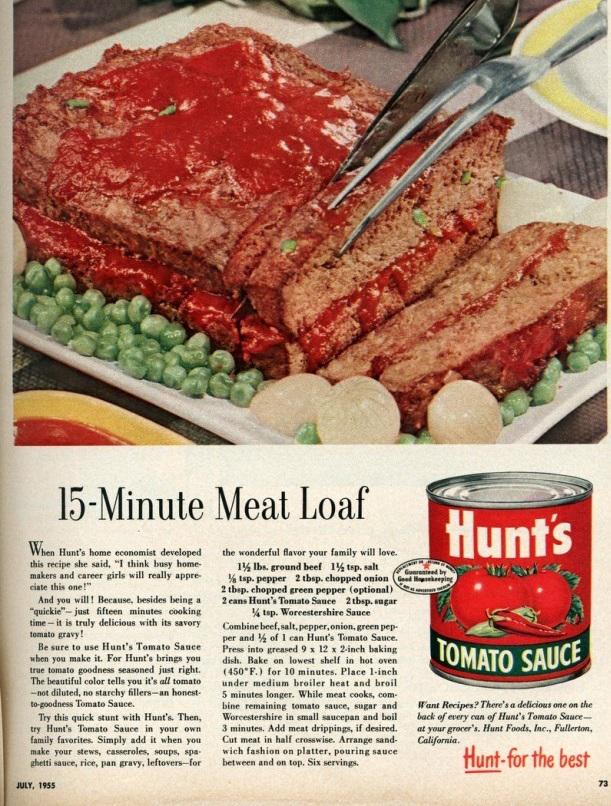 15-Minute Meat Loaf
When Hunt's home economist developed
this recipe she said, "I think busy home-
makers and career girls will really appre-
ciate this one!"
And you will! Because, besides being a
"quickie"—just fifteen minutes cooking
time—it is truly delicious with its savory
tomato gravy!
Be sure to use Hunt's Tomato Sauce
when you make it. For Hunt's brings you
true tomato goodness seasoned just right.
The beautiful color tells you it's all tomato
—not diluted, no starchy fillers—an honest-
to-goodness Tomato Sauce.
Try this quick stunt with Hunt's. Then,
try Hunt's Tomato Sauce in your own
family favorites. Simply add it when you
make your stews, casseroles, soups, spa-
ghetti sauce, rice, pan gravy, leftovers—for
the wonderful flavor your family will love.
1½ lbs. ground beef 1½ tsp. salt
⅛ tsp. pepper 2 tbsp. chopped onion
2 tbsp. chopped green pepper (optional)
2 cans Hunt's Tomato Sauce 2 tbsp. sugar
¼ tsp. Worcestershire Sauce
Combine beef, salt, pepper, onion, green pep-
per and ½ of 1 can Hunt's Tomato Sauce.
Press into greased 9 x 12 x 2-inch baking
dish. Bake on lowest shelf in hot oven
(450°F.) for 10 minutes. Place 1-inch
under medium broiler heat and broil
5 minutes longer. While meat cooks, com-
bine remaining tomato sauce, sugar and
Worcestershire in small saucepan and boil
3 minutes. Add meat drippings, if desired.
Cut meat in half crosswise. Arrange sand-
wich fashion on platter, pouring sauce
between and on top. Six servings.
Guaranteed by
Good Housekeeping
Hunt's
TOMATO SAUCE
Want Recipes? There's a delicious one on the
back of every can of Hunt's Tomato Sauce—
at your grocer's. Hunt Foods, Inc., Fullerton,
California.
Hunt-for the best
JULY, 1955
73